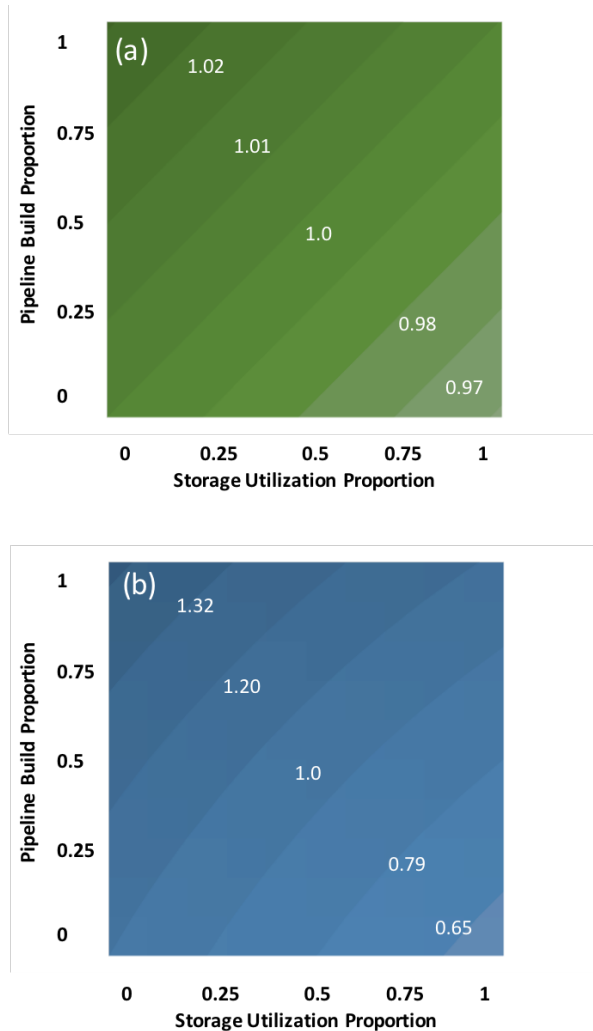 (a)
1
1.02
0.75
1.01
0.5
1.0
0.25
0.98
0
0.97
Pipeline Build Proportion
0 0.25 0.5 0.75 1
Storage Utilization Proportion
(b)
1
1.32
0.75
1.20
0.5
1.0
0.25
0.79
0
0.65
Pipeline Build Proportion
0 0.25 0.5 0.75 1
Storage Utilization Proportion